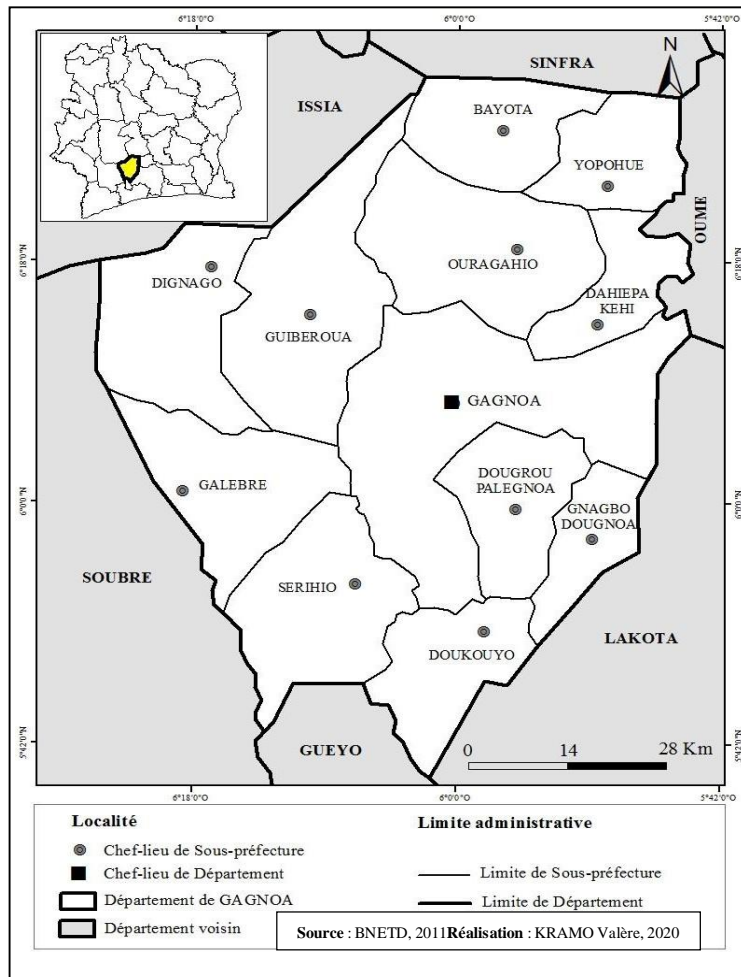 6°18'0"O
6°0'0"O
5°42'0"O
N
SINFRA
ISSIA
BAYOTA
YOPOHUE
OUME
6°18'0"N
6°18'0"N
OURAGAHIO
DIGNAGO
DAHIEPA
KEHI
GUIBEROUA
GAGNOA
DOUGROU
PALEGNOA
GALEBRE
GNAGBO
DOUGNOA
6°0'0"N
6°0'0"N
SOUBRE
SERIHIO
LAKOTA
DOUKOUYO
GUEYO
5°42'0"N
5°42'0"N
0 14 28 Km
6°18'0"O
6°0'0"O
5°42'0"O
Localité
Chef-lieu de Sous-préfecture
Chef-lieu de Département
Département de GAGNOA
Département voisin
Limite administrative
Limite de Sous-préfecture
Limite de Département
Source : BNETD, 2011Réalisation : KRAMO Valère, 2020